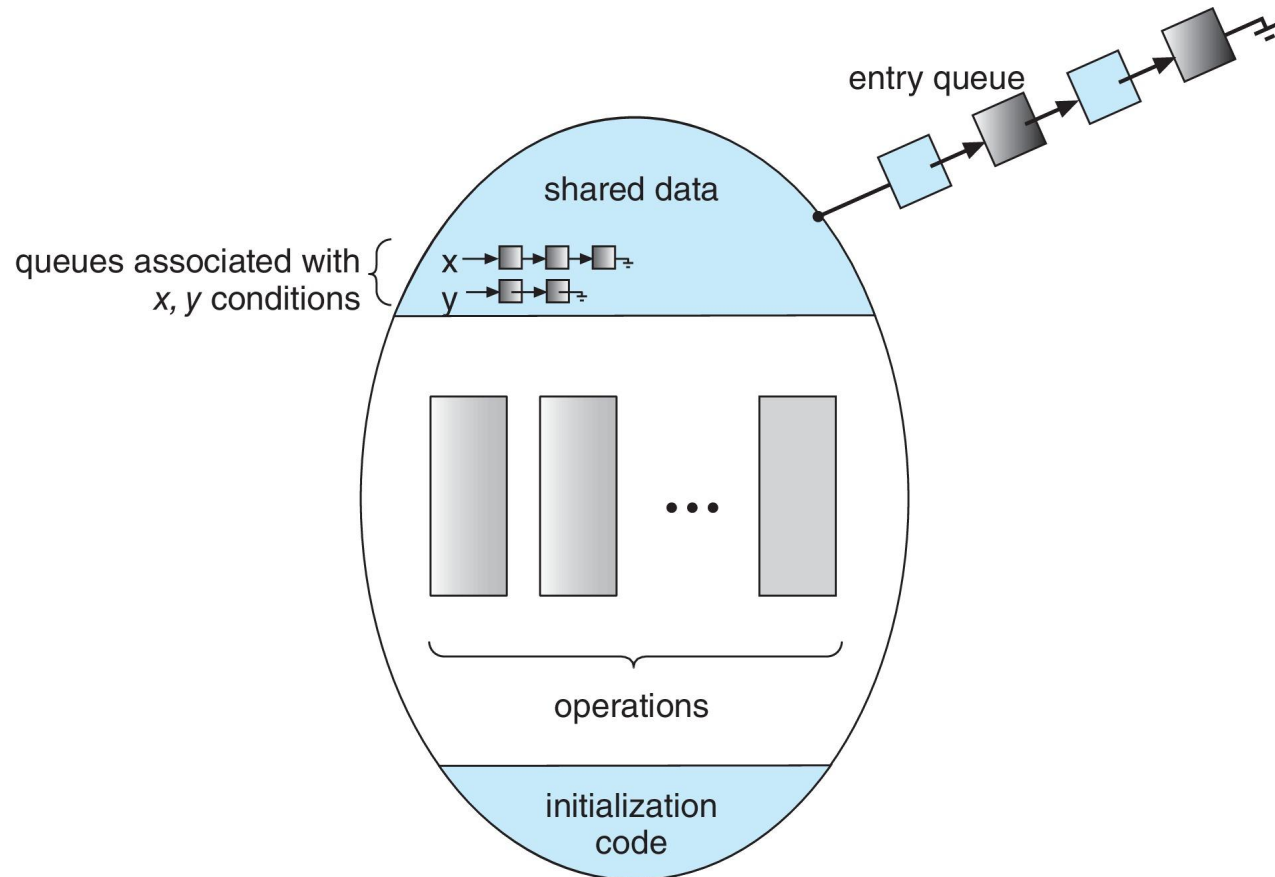 entry queue
shared data
queues associated with
x, y conditions
x
y
...
operations
initialization
code